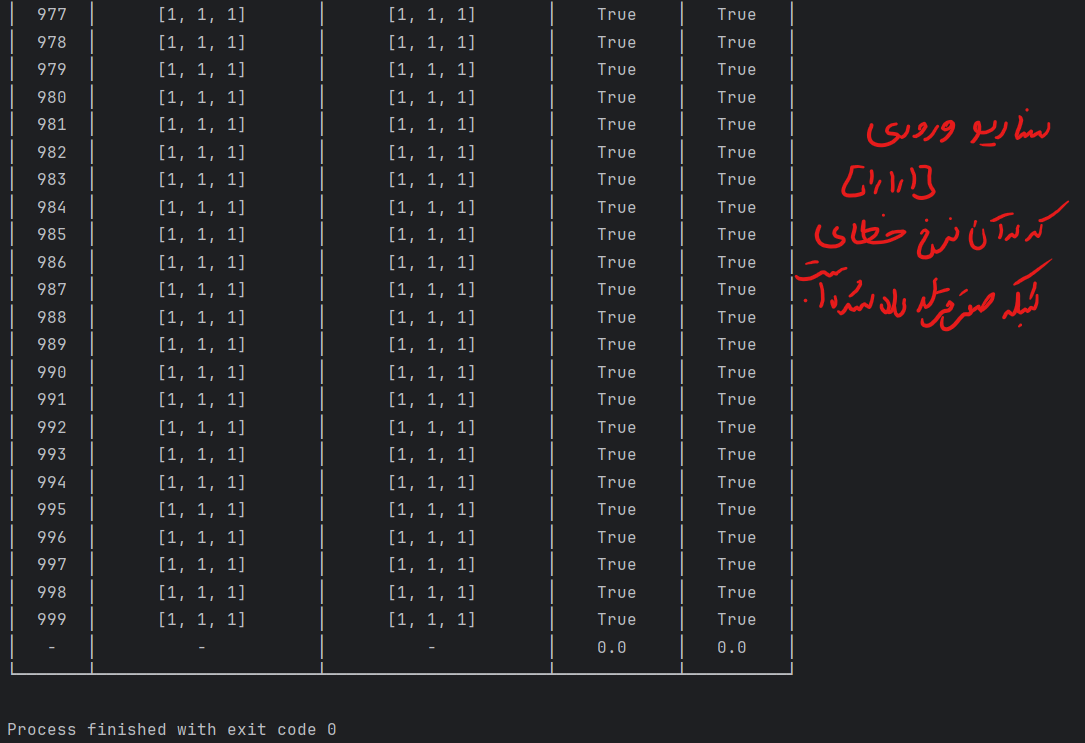 977 [1, 1, 1] [1, 1, 1] True True
978 [1, 1, 1] [1, 1, 1] True True
979 [1, 1, 1] [1, 1, 1] True True
980 [1, 1, 1] [1, 1, 1] True True
981 [1, 1, 1] [1, 1, 1] True True
982 [1, 1, 1] [1, 1, 1] True True
983 [1, 1, 1] [1, 1, 1] True True
984 [1, 1, 1] [1, 1, 1] True True
985 [1, 1, 1] [1, 1, 1] True True
986 [1, 1, 1] [1, 1, 1] True True
987 [1, 1, 1] [1, 1, 1] True True
988 [1, 1, 1] [1, 1, 1] True True
989 [1, 1, 1] [1, 1, 1] True True
990 [1, 1, 1] [1, 1, 1] True True
991 [1, 1, 1] [1, 1, 1] True True
992 [1, 1, 1] [1, 1, 1] True True
993 [1, 1, 1] [1, 1, 1] True True
994 [1, 1, 1] [1, 1, 1] True True
995 [1, 1, 1] [1, 1, 1] True True
996 [1, 1, 1] [1, 1, 1] True True
997 [1, 1, 1] [1, 1, 1] True True
998 [1, 1, 1] [1, 1, 1] True True
999 [1, 1, 1] [1, 1, 1] True True
- - - 0.0 0.0
Process finished with exit code 0
سناریو ورودی
[۱,۱,۱]
که به آن نرخ خطای
شبکه صفر داده شده است